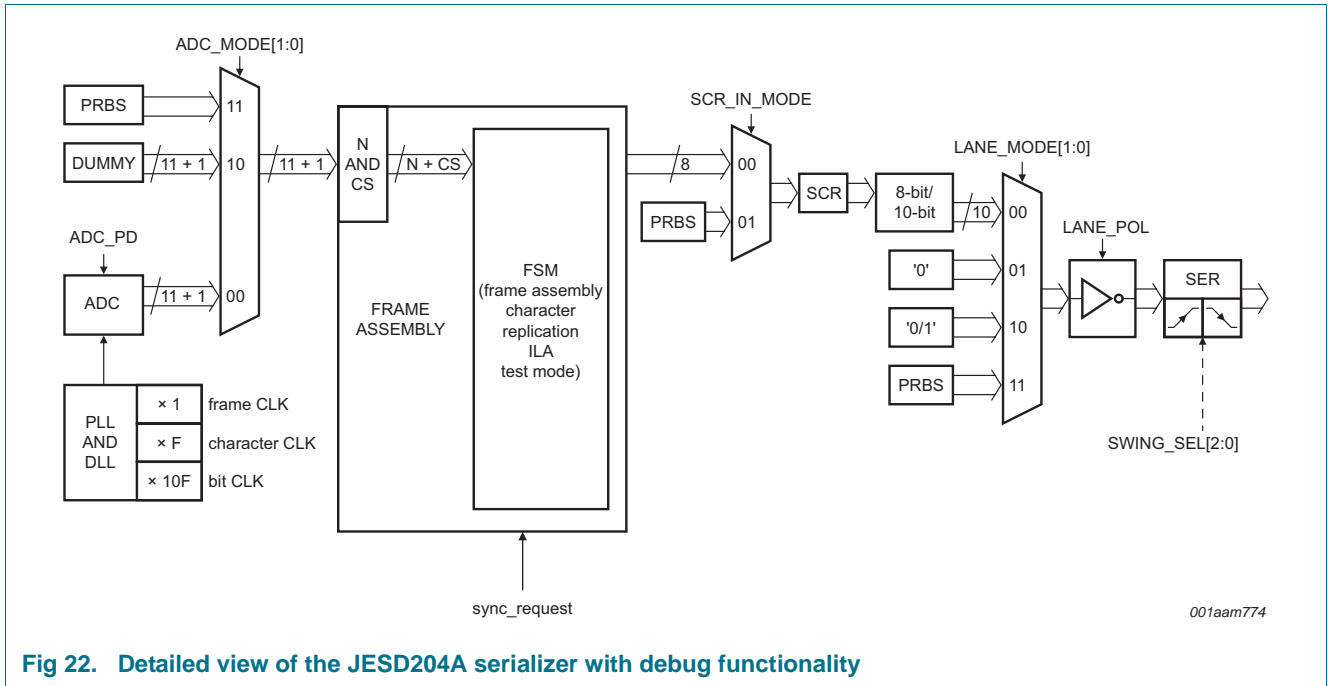 ADC_MODE[1:0]
PRBS
11
DUMMY
11 + 1
10
11 + 1
ADC_PD
ADC
11 + 1
00
PLL
AND
DLL
× 1
frame CLK
× F
character CLK
× 10F
bit CLK
N
AND
CS
N + CS
FRAME
ASSEMBLY
FSM
(frame assembly
character
replication
ILA
test mode)
sync_request
SCR_IN_MODE
8
00
PRBS
01
SCR
8-bit/
10-bit
10
LANE_MODE[1:0]
00
'0'
01
'0/1'
10
PRBS
11
LANE_POL
SER
SWING_SEL[2:0]
001aam774
Fig 22. Detailed view of the JESD204A serializer with debug functionality